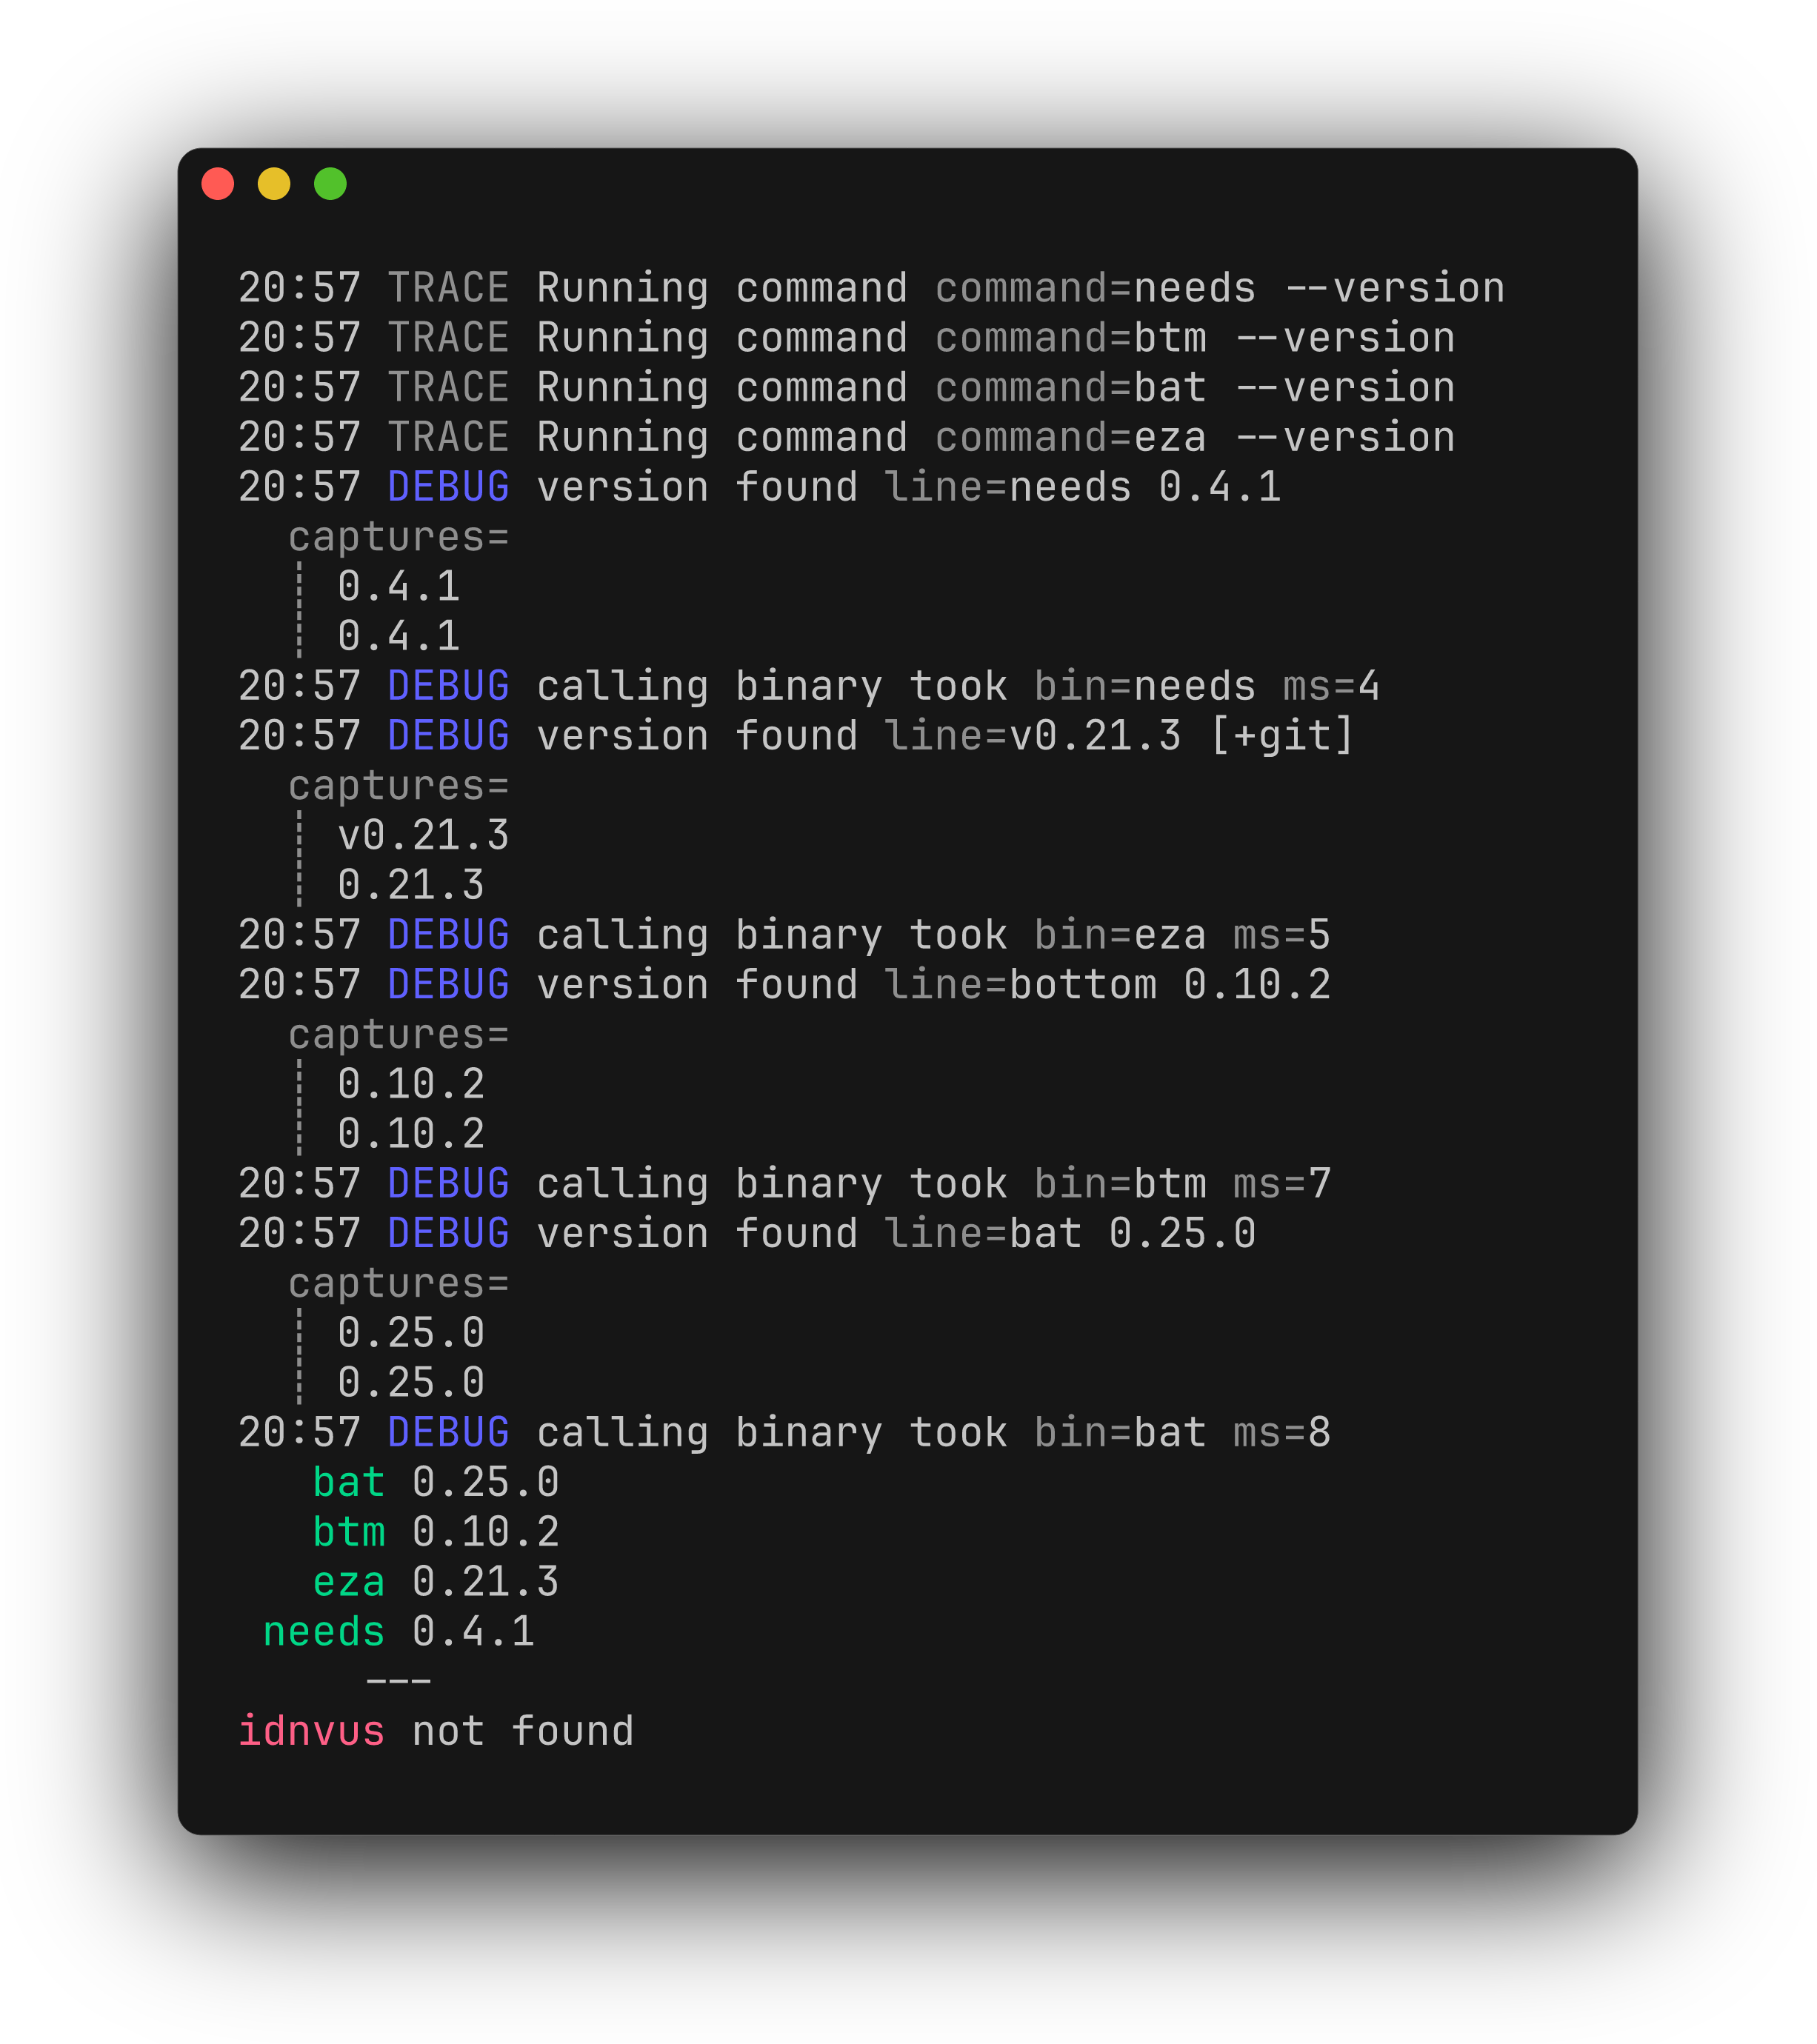 20:57 TRACE Running command command=needs --version
20:57 TRACE Running command command=btm --version
20:57 TRACE Running command command=bat --version
20:57 TRACE Running command command=eza --version
20:57 DEBUG version found line=needs 0.4.1
  captures=
  ┆ 0.4.1
  ┆ 0.4.1
20:57 DEBUG calling binary took bin=needs ms=4
20:57 DEBUG version found line=v0.21.3 [+git]
  captures=
  ┆ v0.21.3
  ┆ 0.21.3
20:57 DEBUG calling binary took bin=eza ms=5
20:57 DEBUG version found line=bottom 0.10.2
  captures=
  ┆ 0.10.2
  ┆ 0.10.2
20:57 DEBUG calling binary took bin=btm ms=7
20:57 DEBUG version found line=bat 0.25.0
  captures=
  ┆ 0.25.0
  ┆ 0.25.0
20:57 DEBUG calling binary took bin=bat ms=8
   bat 0.25.0
   btm 0.10.2
   eza 0.21.3
 needs 0.4.1
     ---
idnvus not found